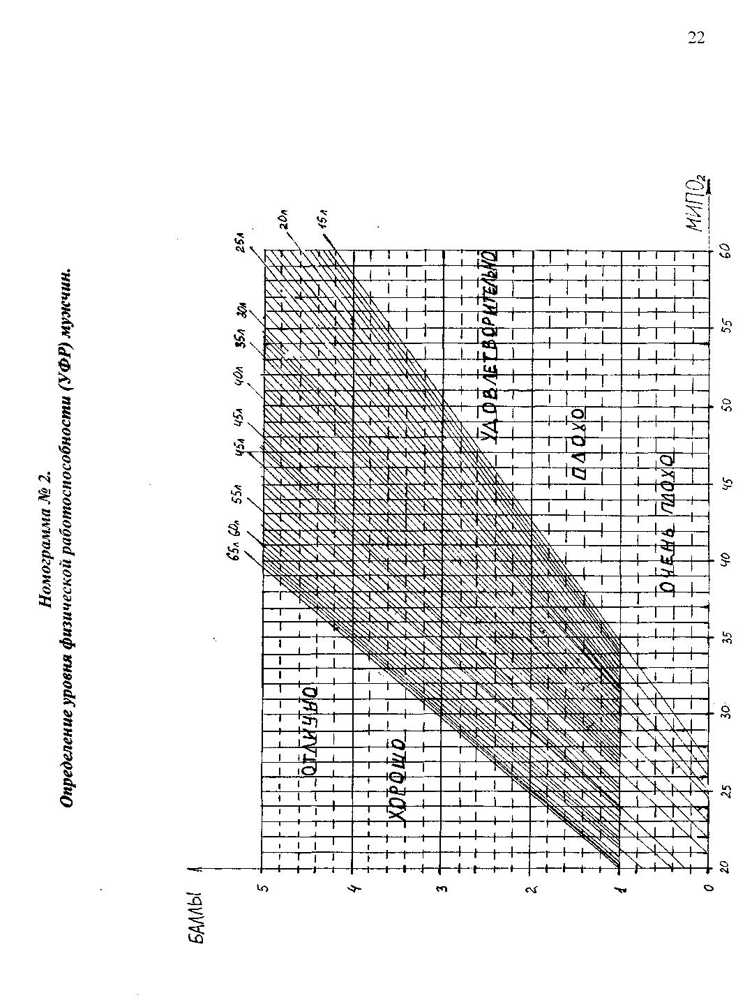 22
Номограмма № 2.
Определение уровня физической работоспособности (УФР) мужчин.
БАЛЛЫ
5
4
3
2
1
0
65л
60л
55л
45л
45л
40л
35л
30л
25л
20л
15л
ОТЛИЧНО
ХОРОШО
УДОВЛЕТВОРИТЕЛЬНО
ПЛОХО
ОЧЕНЬ ПЛОХО
20
25
30
35
40
45
50
55
60
МИПО₂